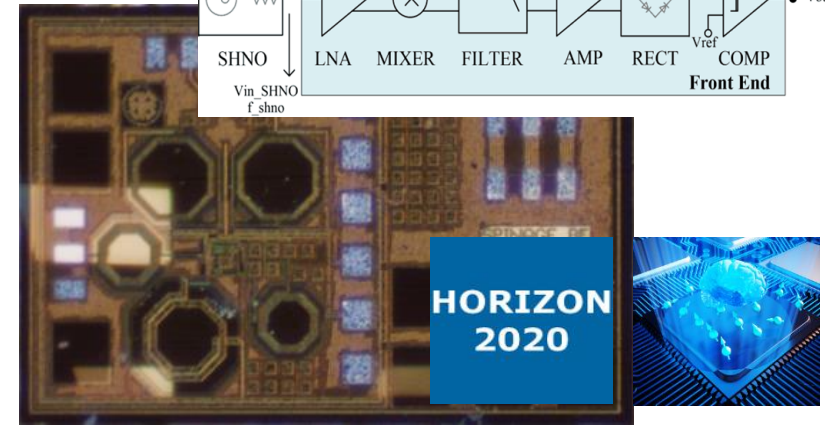 SHNO LNA MIXER FILTER AMP RECT COMP
Vref
Front End
Vin_SHNO
f_shno
HORIZON
2020